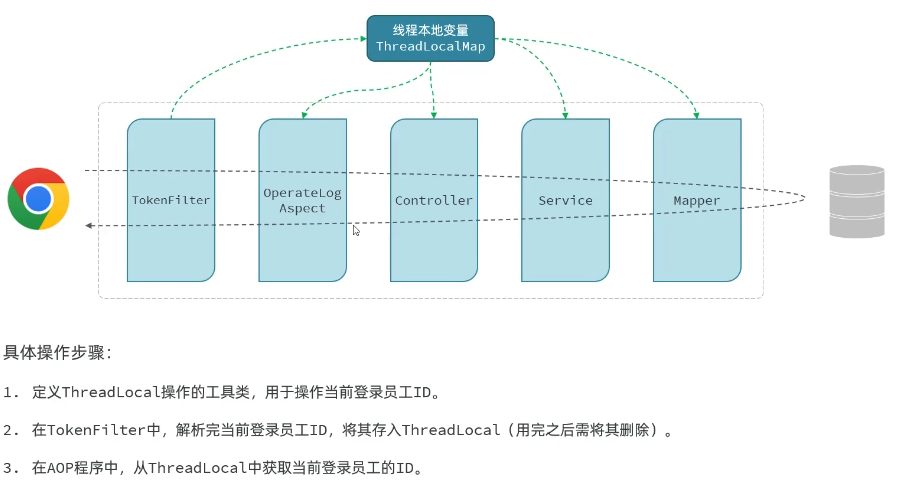 线程本地变量
ThreadLocalMap
TokenFilter
OperateLog
Aspect
Controller
Service
Mapper
具体操作步骤：
1. 定义ThreadLocal操作的工具类，用于操作当前登录员工ID。
2. 在TokenFilter中，解析完当前登录员工ID，将其存入ThreadLocal（用完之后需将其删除）。
3. 在AOP程序中，从ThreadLocal中获取当前登录员工的ID。